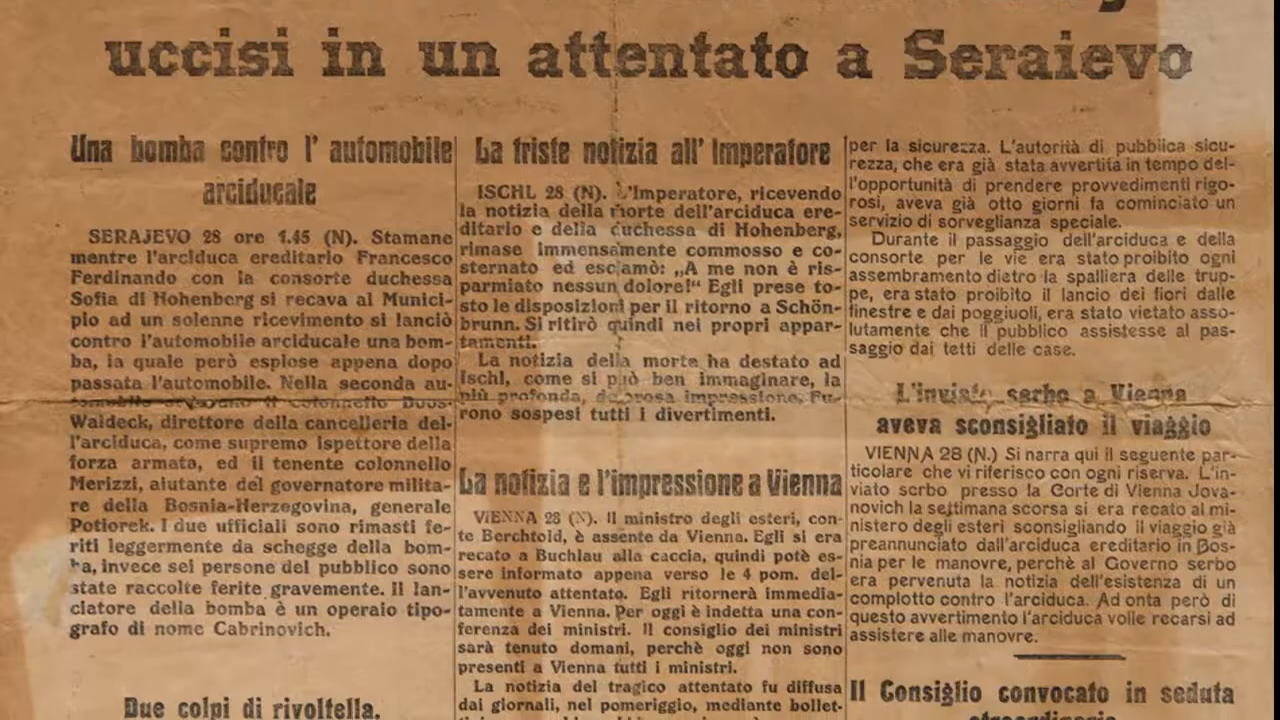 uccisi in un attentato a Seraievo
Una bomba contro l' automobile
arciducale
SERAJEVO 28 ore 1.45 (N). Stamane
mentre l'arciduca ereditario Francesco
Ferdinando con la consorte duchessa
Sofia di Hohenberg si recava al Munici-
pio ad un solenne ricevimento si lanciò
contro l'automobile arciducale una bom-
ba, la quale però esplose appena dopo
passata l'automobile. Nella seconda au-
il colonnello
Waldeck, direttore della cancelleria del-
l'arciduca, come supremo ispettore della
forza armata, ed il tenente colonnello
Merizzi, aiutante del governatore milita-
re della Bosnia-Herzegovina, generale
Potiorek. I due ufficiali sono rimasti fe-
riti leggermente da schegge della bom-
ba, invece sei persone del pubblico sono
state raccolte ferite gravemente. Il lan-
ciatore della bomba è un operaio tipo-
grafo di nome Cabrinovich.
Due colpi di rivoltella.
La triste notizia all' Imperatore
ISCHL 28 (N). L'Imperatore, ricevendo
la notizia della morte dell'arciduca ere-
ditario e della duchessa di Hohenberg,
rimase immensamente commosso e co-
sternato ed esclamò: „A me non è ris-
parmiato nessun dolore!“ Egli prese to-
sto le disposizioni per il ritorno a Schön-
brunn. Si ritirò quindi nei propri appar-
tamenti.
La notizia della morte ha destato ad
Ischl, come si può ben immaginare, la
più profonda, dolorosa impressione. Fu-
rono sospesi tutti i divertimenti.
La notizia e l'impressione a Vienna
VIENNA 28 (N). Il ministro degli esteri, con-
te Berchtold, è assente da Vienna. Egli si era
recato a Buchlau alla caccia, quindi potè es-
sere informato appena verso le 4 pom. del-
l'avvenuto attentato. Egli ritornerà immedia-
tamente a Vienna. Per oggi è indetta una con-
ferenza dei ministri. Il consiglio dei ministri
sarà tenuto domani, perchè oggi non sono
presenti a Vienna tutti i ministri.
La notizia del tragico attentato fu diffusa
dai giornali, nel pomeriggio, mediante bollet-
per la sicurezza. L'autorità di pubblica sicu-
rezza, che era già stata avvertita in tempo del-
l'opportunità di prendere provvedimenti rigo-
rosi, aveva già otto giorni fa cominciato un
servizio di sorveglianza speciale.
Durante il passaggio dell'arciduca e della
consorte per le vie era stato proibito ogni
assembramento dietro la spalliera delle trup-
pe, era stato proibito il lancio dei fiori dalle
finestre e dai poggiuoli, era stato vietato asso-
lutamente che il pubblico assistesse al pas-
saggio dai tetti delle case.
L'inviato serbo a Vienna
aveva sconsigliato il viaggio
VIENNA 28 (N.) Si narra qui il seguente par-
ticolare che vi riferisco con ogni riserva. L'in-
viato serbo presso la Corte di Vienna Jova-
novich la settimana scorsa si era recato al mi-
nistero degli esteri sconsigliando il viaggio già
preannunciato dall'arciduca ereditario in Bos-
nia per le manovre, perchè al Governo serbo
era pervenuta la notizia dell'esistenza di un
complotto contro l'arciduca. Ad onta però di
questo avvertimento l'arciduca volle recarsi ad
assistere alle manovre.
Il Consiglio convocato in seduta
straordinaria